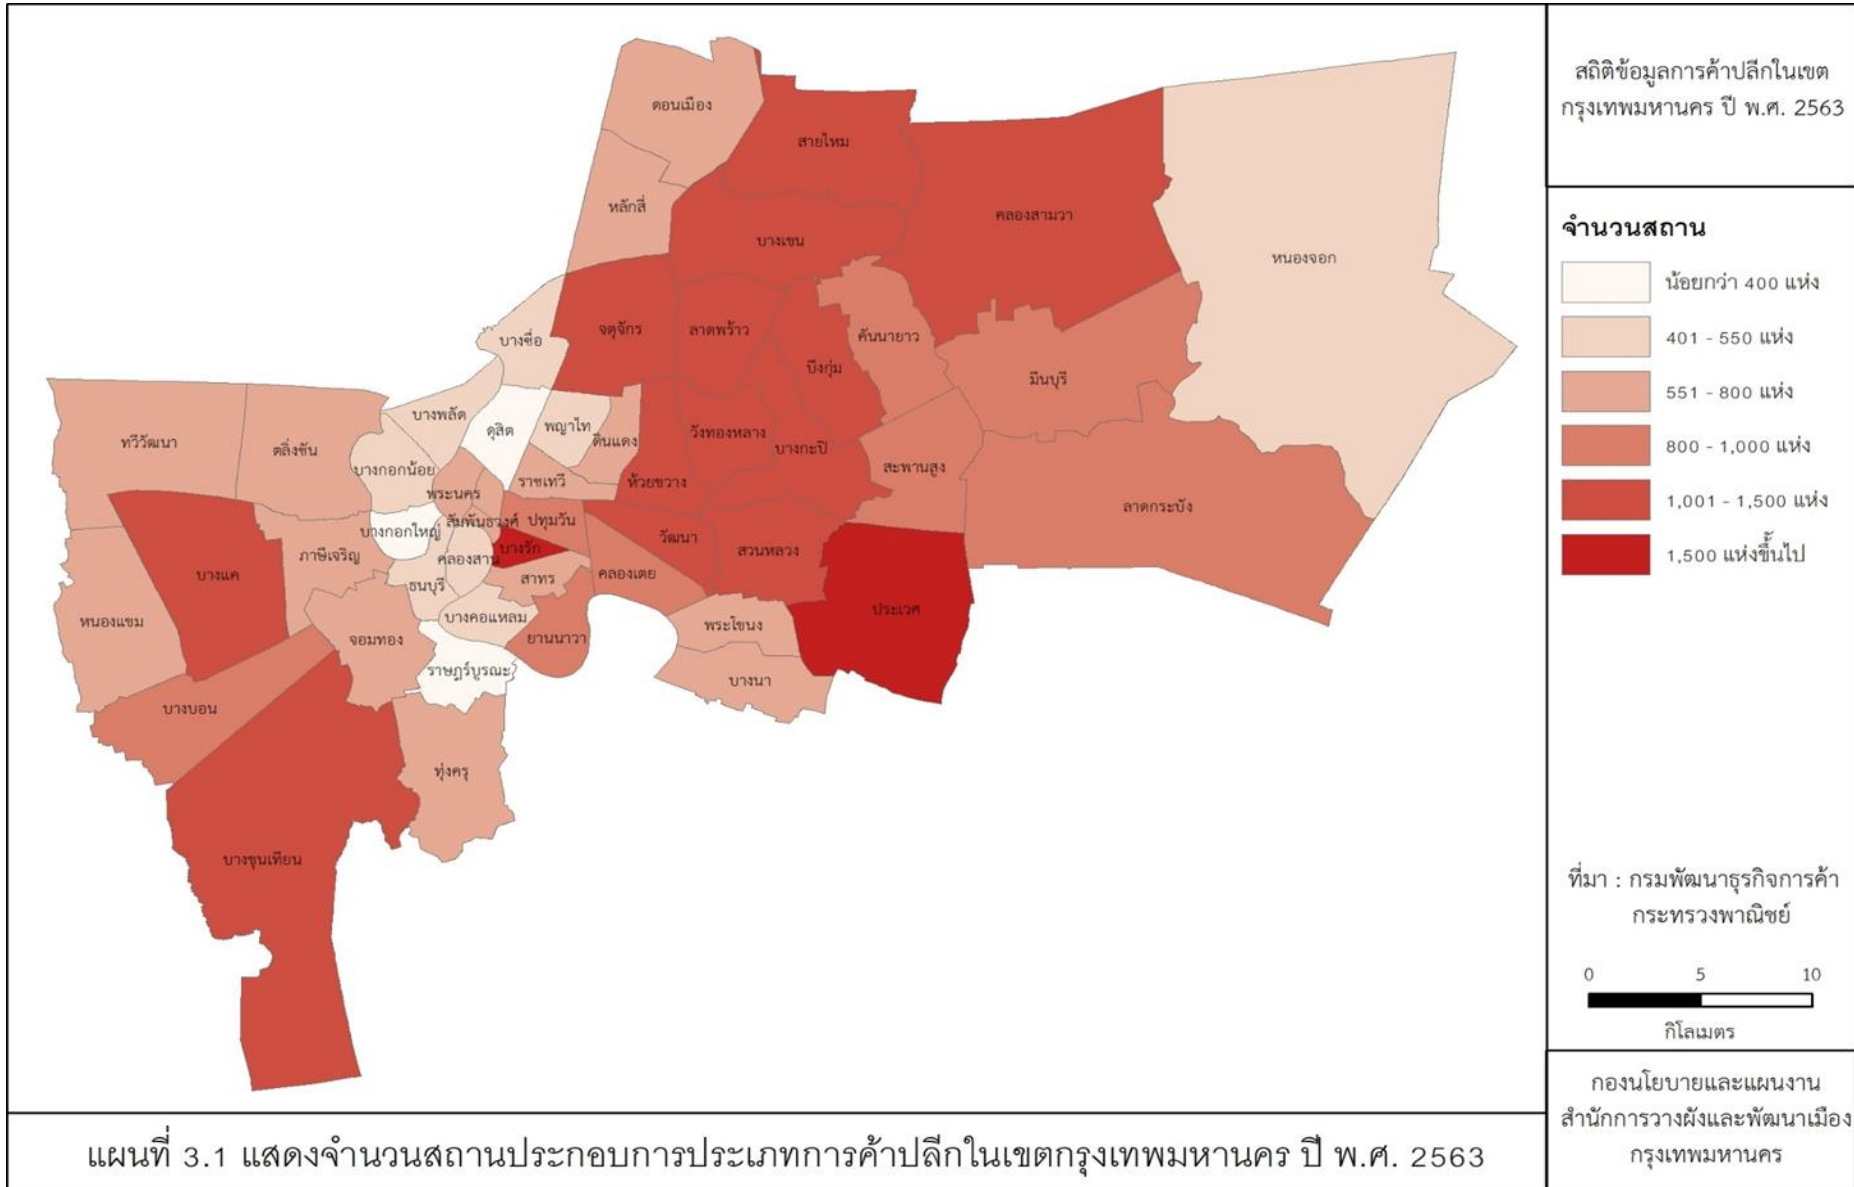 สถิติข้อมูลการค้าปลีกในเขต
กรุงเทพมหานคร ปี พ.ศ. 2563
จำนวนสถาน
น้อยกว่า 400 แห่ง
401 - 550 แห่ง
551 - 800 แห่ง
800 - 1,000 แห่ง
1,001 - 1,500 แห่ง
1,500 แห่งขึ้นไป
ดอนเมือง
สายไหม
หลักสี่
คลองสามวา
บางเขน
หนองจอก
จตุจักร
ลาดพร้าว
คันนายาว
บางซื่อ
บึงกุ่ม
มีนบุรี
บางพลัด
ดุสิต
พญาไท
ดินแดง
วังทองหลาง
บางกะปิ
ทวีวัฒนา
ตลิ่งชัน
บางกอกน้อย
สะพานสูง
ราชเทวี
ห้วยขวาง
พระนคร
ลาดกระบัง
สัมพันธวงศ์
ปทุมวัน
บางกอกใหญ่
วัฒนา
สวนหลวง
บางรัก
ภาษีเจริญ
คลองสาน
บางแค
คลองเตย
สาทร
ธนบุรี
ประเวศ
หนองแขม
บางคอแหลม
พระโขนง
จอมทอง
ยานนาวา
ราษฎร์บูรณะ
บางนา
บางบอน
ทุ่งครุ
บางขุนเทียน
ที่มา : กรมพัฒนาธุรกิจการค้า
กระทรวงพาณิชย์
0 5 10
กิโลเมตร
กองนโยบายและแผนงาน
สำนักการวางผังและพัฒนาเมือง
กรุงเทพมหานคร
แผนที่ 3.1 แสดงจำนวนสถานประกอบการประเภทการค้าปลีกในเขตกรุงเทพมหานคร ปี พ.ศ. 2563